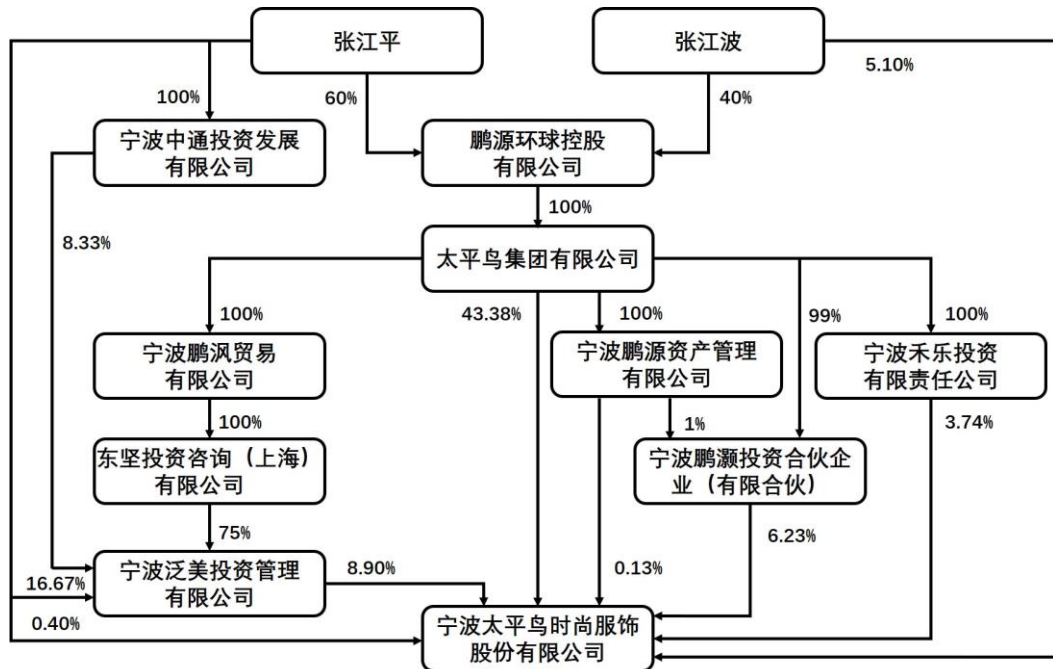 张江平
张江波
5.10%
100%
60%
40%
宁波中通投资发展
有限公司
鹏源环球控股
有限公司
100%
8.33%
太平鸟集团有限公司
100%
43.38%
100%
99%
100%
宁波鹏沨贸易
有限公司
宁波鹏源资产管理
有限公司
宁波禾乐投资
有限责任公司
100%
1%
3.74%
东坚投资咨询（上海）
有限公司
宁波鹏灏投资合伙企
业（有限合伙）
75%
6.23%
宁波泛美投资管理
有限公司
8.90%
0.13%
16.67%
0.40%
宁波太平鸟时尚服饰
股份有限公司